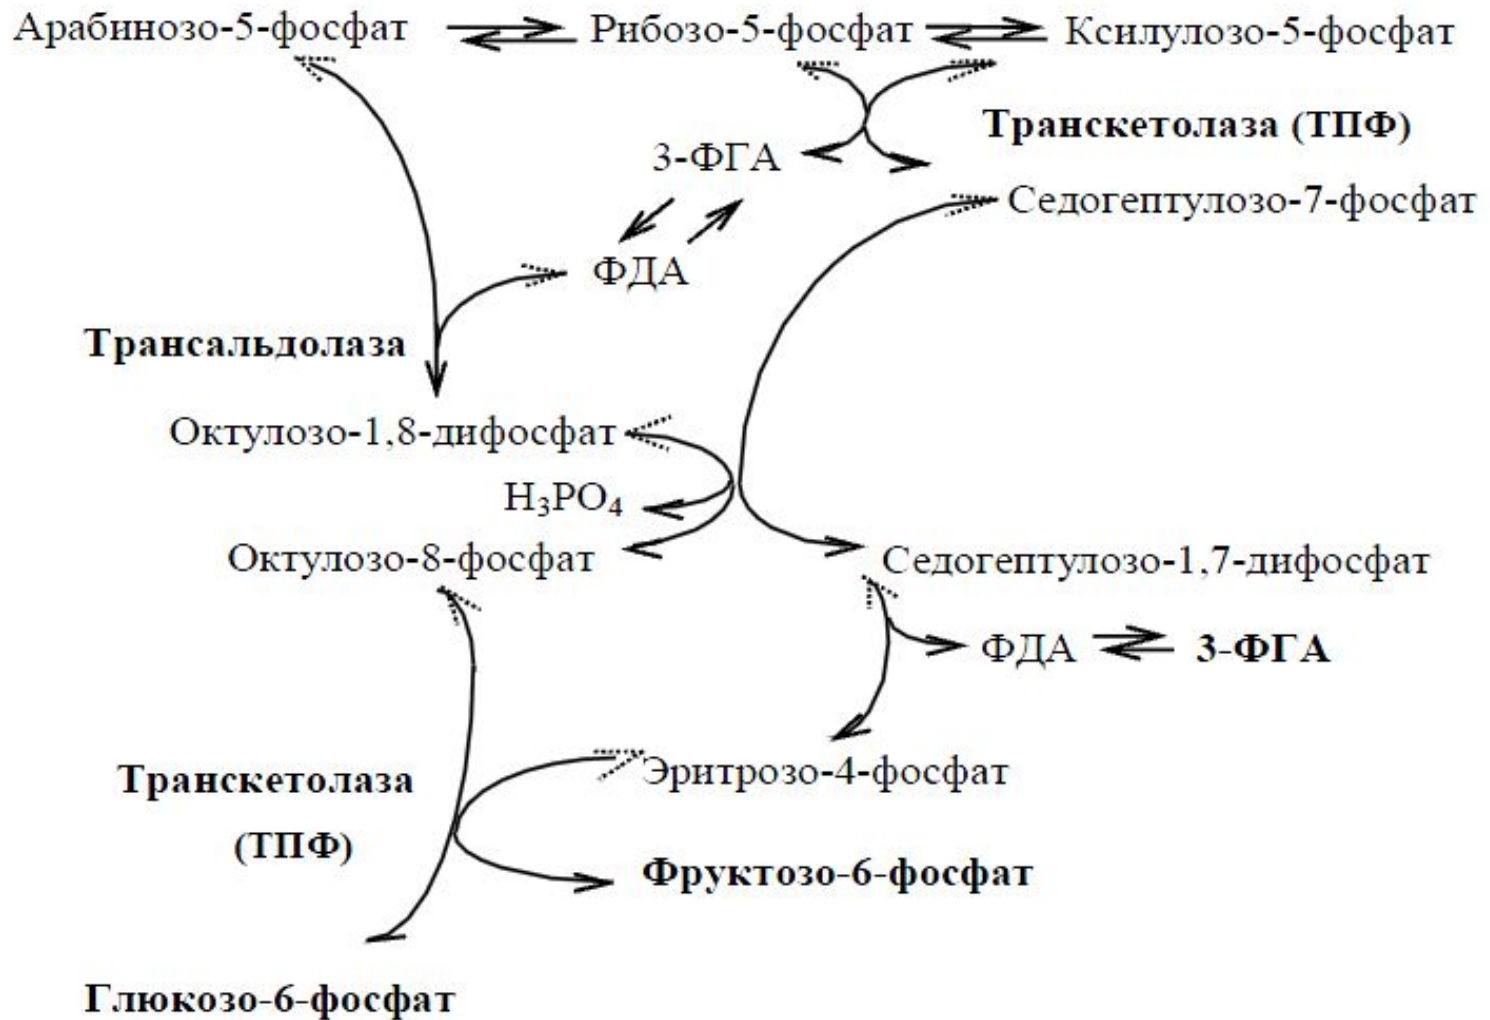 Арабинозо-5-фосфат Рибозо-5-фосфат Ксилулозо-5-фосфат
Транскетолаза (ТПФ)
3-ФГА
Седогептулозо-7-фосфат
ФДА
Трансальдолаза
Октулозо-1,8-дифосфат
H₃PO₄
Октулозо-8-фосфат Седогептулозо-1,7-дифосфат
ФДА 3-ФГА
Эритрозо-4-фосфат
Транскетолаза
(ТПФ)
Фруктозо-6-фосфат
Глюкозо-6-фосфат